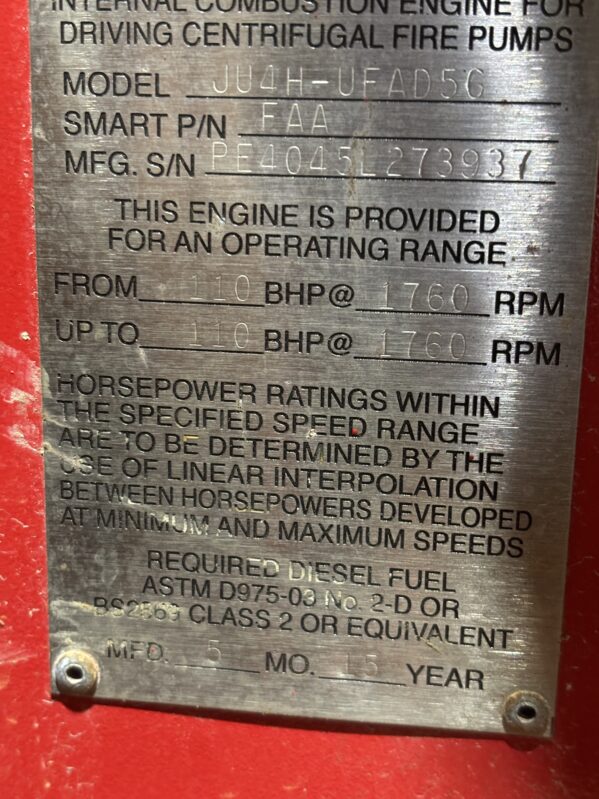 INTERNAL COMBUSTION ENGINE FOR
DRIVING CENTRIFUGAL FIRE PUMPS
MODEL JU4H-UFAD5G
SMART P/N FAA
MFG. S/N PE4045L273937
THIS ENGINE IS PROVIDED
FOR AN OPERATING RANGE
FROM 110 BHP@ 1760 RPM
UP TO 110 BHP@ 1760 RPM
HORSEPOWER RATINGS WITHIN
THE SPECIFIED SPEED RANGE
ARE TO BE DETERMINED BY THE
USE OF LINEAR INTERPOLATION
BETWEEN HORSEPOWERS DEVELOPED
AT MINIMUM AND MAXIMUM SPEEDS
REQUIRED DIESEL FUEL
ASTM D975-03 No. 2-D OR
BS2869 CLASS 2 OR EQUIVALENT
MFD. 5 MO. 15 YEAR